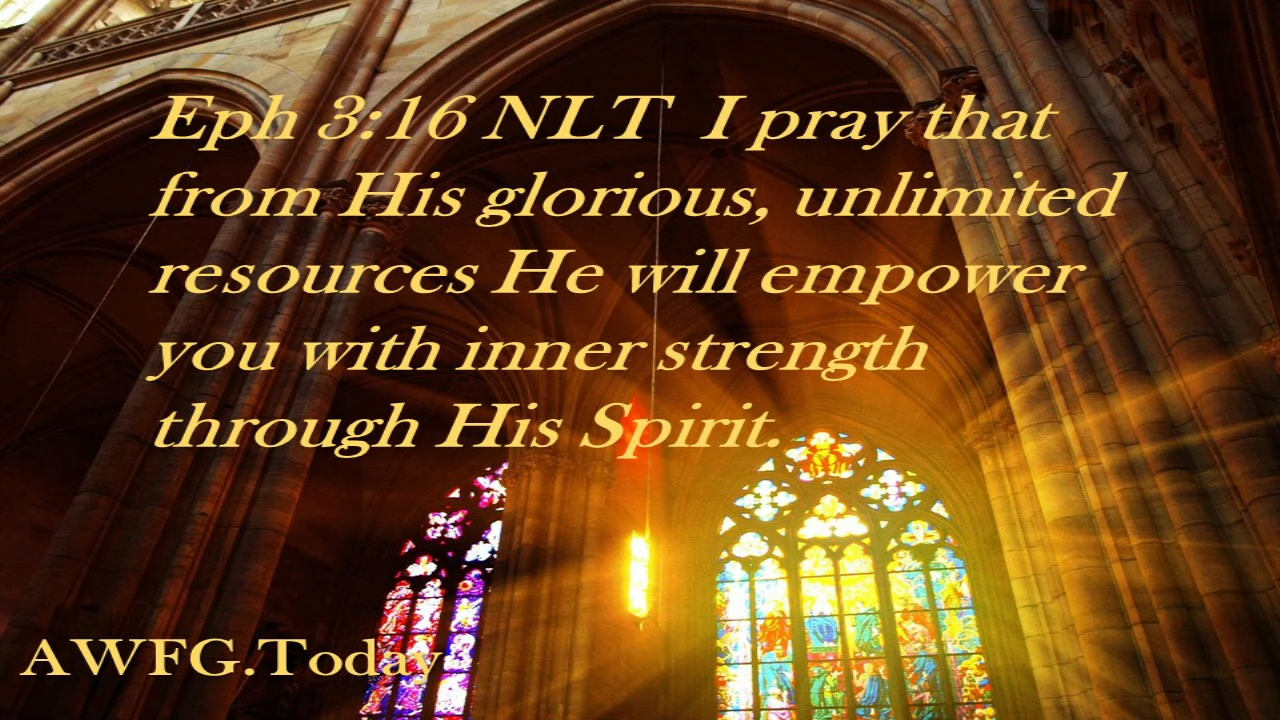 Eph 3:16 NLT  I pray that
from His glorious, unlimited
resources He will empower
you with inner strength
through His Spirit.
AWFG.Today